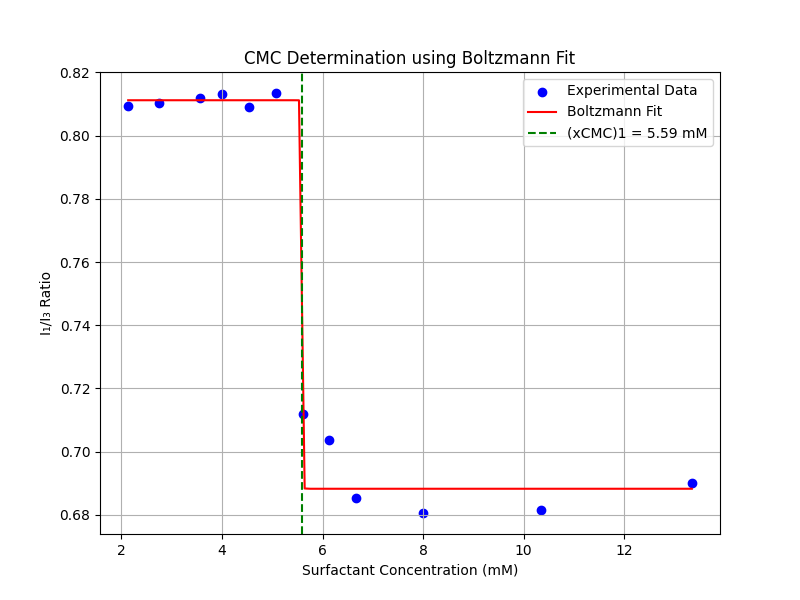 CMC Determination using Boltzmann Fit
Experimental Data
Boltzmann Fit
(xCMC)1 = 5.59 mM
0.82
0.80
0.78
0.76
0.74
0.72
0.70
0.68
I₁/I₃ Ratio
2 4 6 8 10 12
Surfactant Concentration (mM)